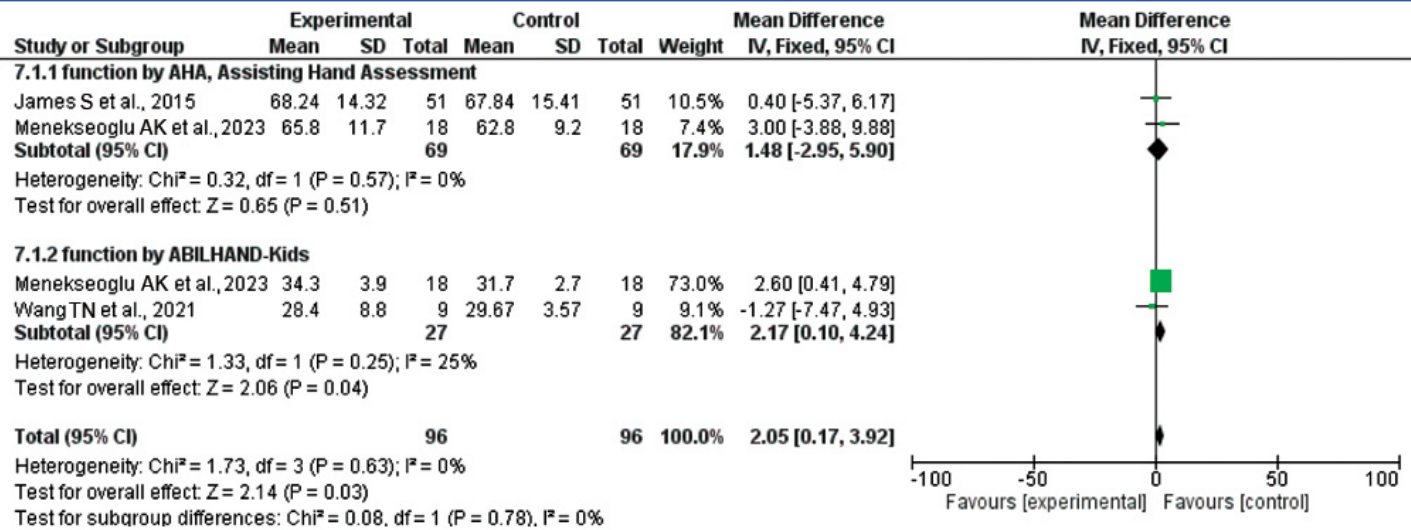 Experimental Control Mean Difference Mean Difference
Study or Subgroup Mean SD Total Mean SD Total Weight IV, Fixed, 95% CI IV, Fixed, 95% CI
7.1.1 function by AHA, Assisting Hand Assessment
James S et al., 2015 68.24 14.32 51 67.84 15.41 51 10.5% 0.40 [-5.37, 6.17]
Menekseoglu AK et al.,2023 65.8 11.7 18 62.8 9.2 18 7.4% 3.00 [-3.88, 9.88]
Subtotal (95% CI) 69 69 17.9% 1.48 [-2.95, 5.90]
Heterogeneity: Chi² = 0.32, df = 1 (P = 0.57); I² = 0%
Test for overall effect: Z = 0.65 (P = 0.51)
7.1.2 function by ABILHAND-Kids
Menekseoglu AK et al.,2023 34.3 3.9 18 31.7 2.7 18 73.0% 2.60 [0.41, 4.79]
Wang TN et al., 2021 28.4 8.8 9 29.67 3.57 9 9.1% -1.27 [-7.47, 4.93]
Subtotal (95% CI) 27 27 82.1% 2.17 [0.10, 4.24]
Heterogeneity: Chi² = 1.33, df = 1 (P = 0.25); I² = 25%
Test for overall effect: Z = 2.06 (P = 0.04)
Total (95% CI) 96 96 100.0% 2.05 [0.17, 3.92]
Heterogeneity: Chi² = 1.73, df = 3 (P = 0.63); I² = 0%
Test for overall effect: Z = 2.14 (P = 0.03)
Test for subgroup differences: Chi² = 0.08, df = 1 (P = 0.78), I² = 0%
-100 -50 0 50 100
Favours [experimental] Favours [control]